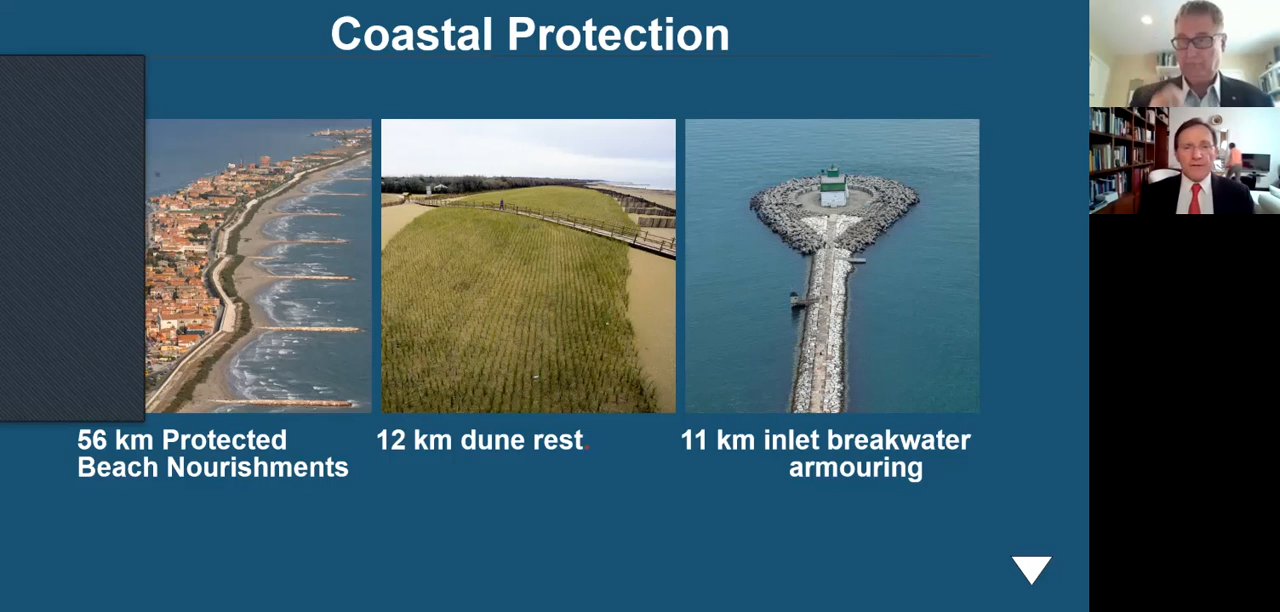 Coastal Protection
56 km Protected
Beach Nourishments
12 km dune rest.
11 km inlet breakwater
armouring